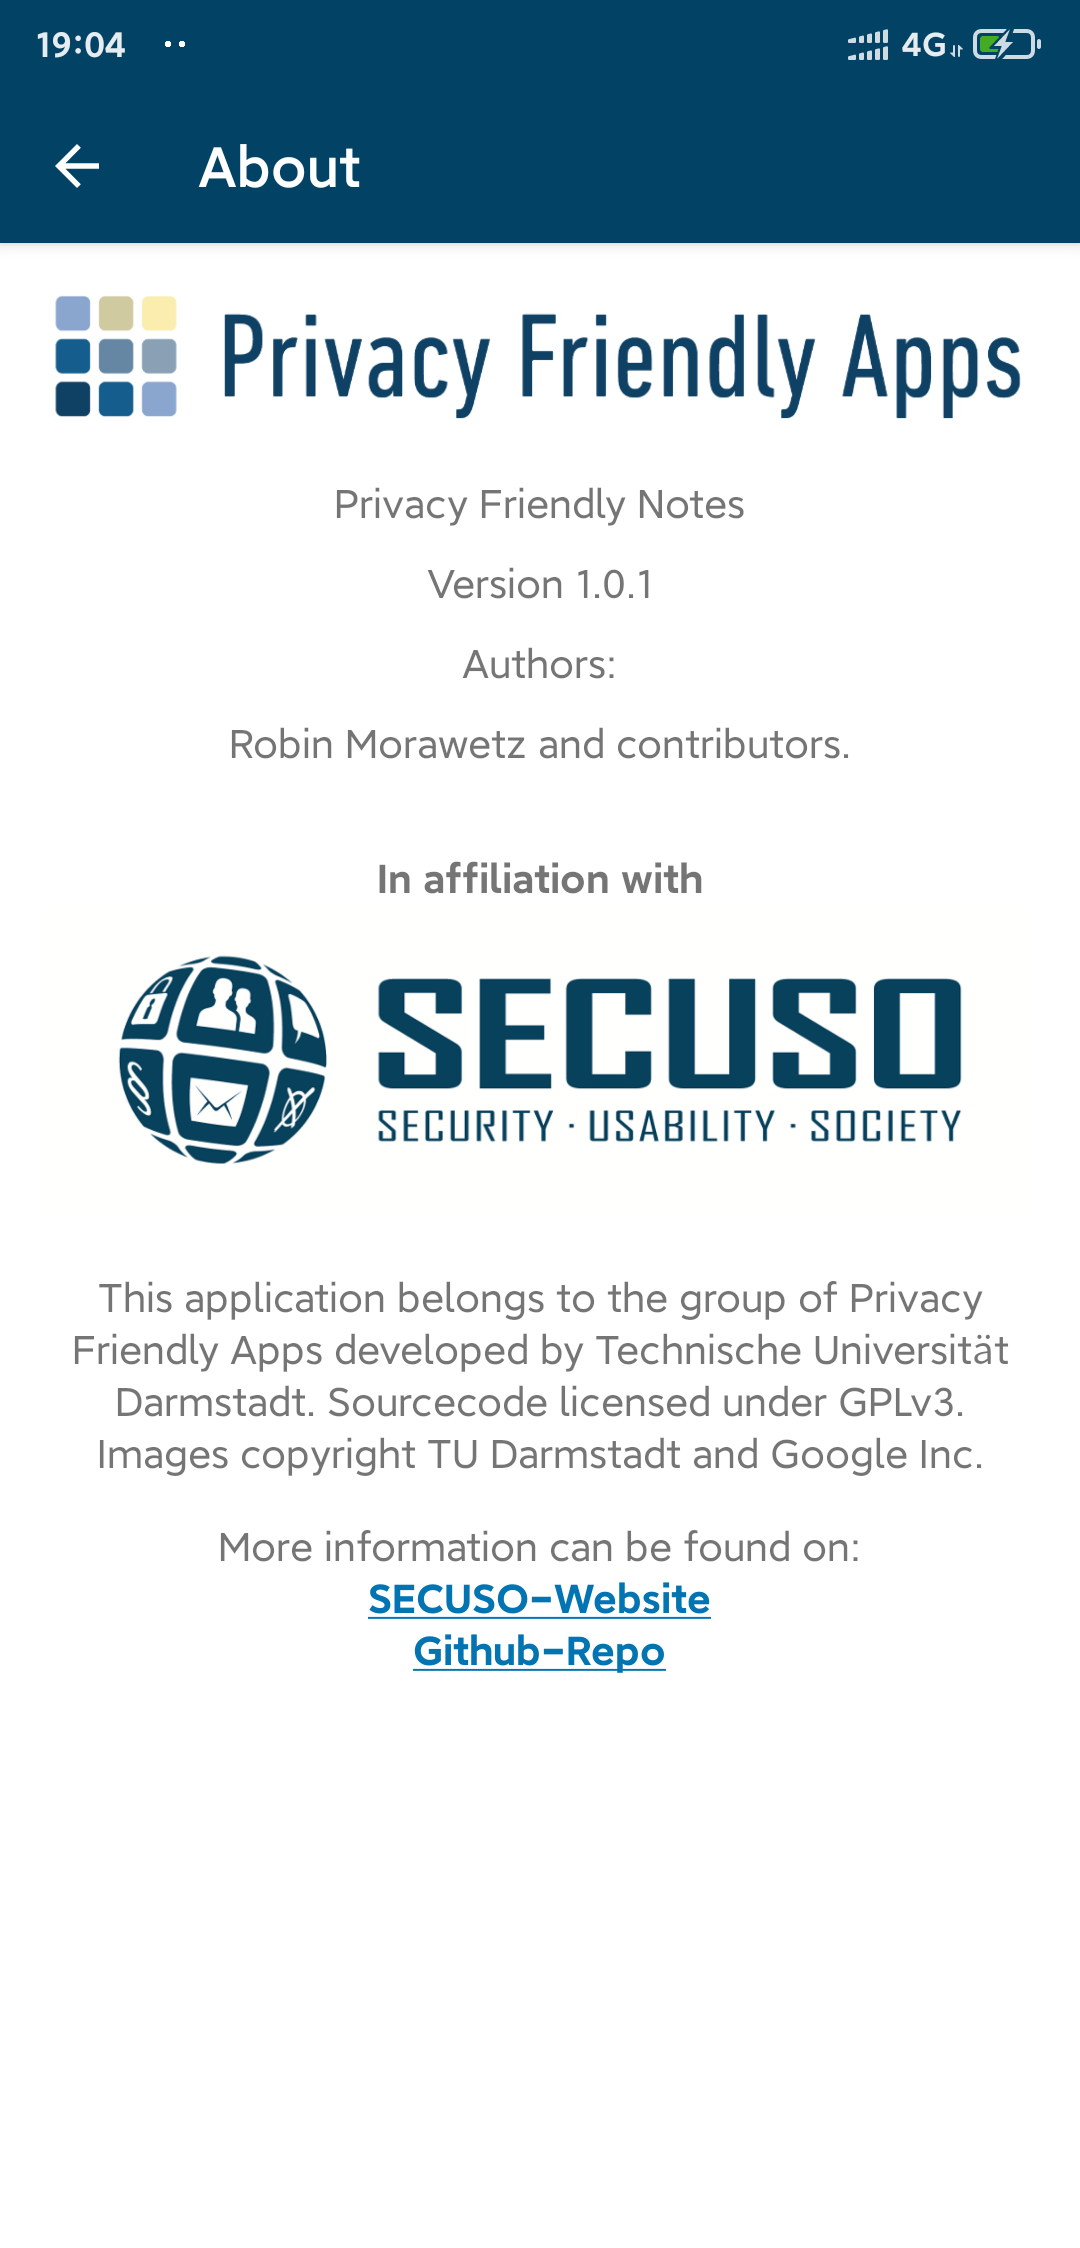 19:04
4G
About
Privacy Friendly Apps
Privacy Friendly Notes
Version 1.0.1
Authors:
Robin Morawetz and contributors.
In affiliation with
SECUSO
SECURITY · USABILITY · SOCIETY
This application belongs to the group of Privacy
Friendly Apps developed by Technische Universität
Darmstadt. Sourcecode licensed under GPLv3.
Images copyright TU Darmstadt and Google Inc.
More information can be found on:
SECUSO-Website
Github-Repo